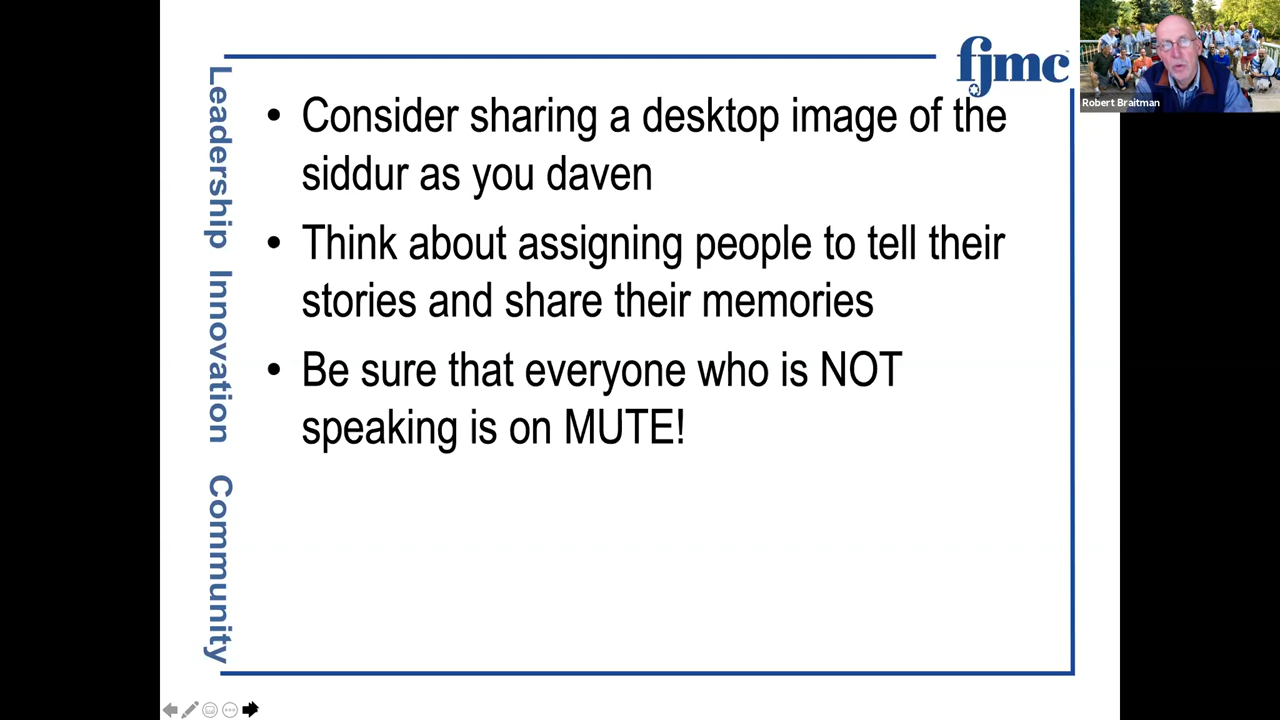 Leadership Innovation Community
fjmc
• Consider sharing a desktop image of the
siddur as you daven
• Think about assigning people to tell their
stories and share their memories
• Be sure that everyone who is NOT
speaking is on MUTE!
Robert Braitman